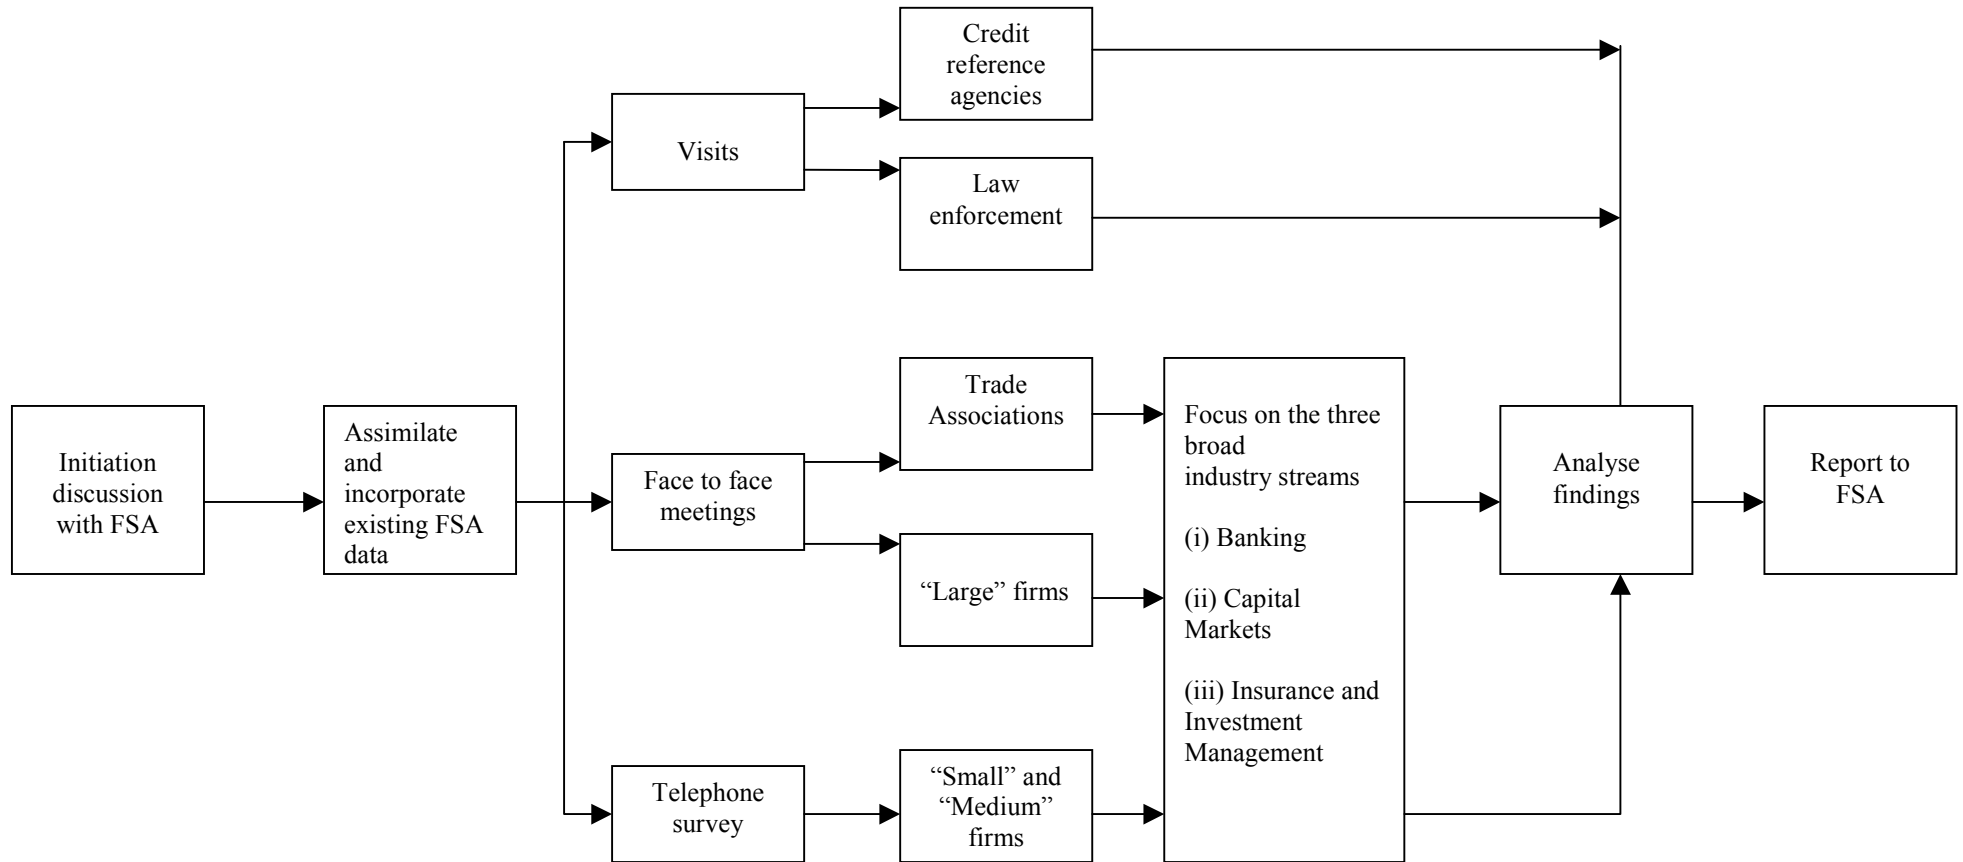 Initiation
discussion
with FSA
Assimilate
and
incorporate
existing FSA
data
Visits
Face to face
meetings
Telephone
survey
Credit
reference
agencies
Law
enforcement
Trade
Associations
“Large” firms
“Small” and
“Medium”
firms
Focus on the three
broad
industry streams
(i) Banking
(ii) Capital
Markets
(iii) Insurance and
Investment
Management
Analyse
findings
Report to
FSA